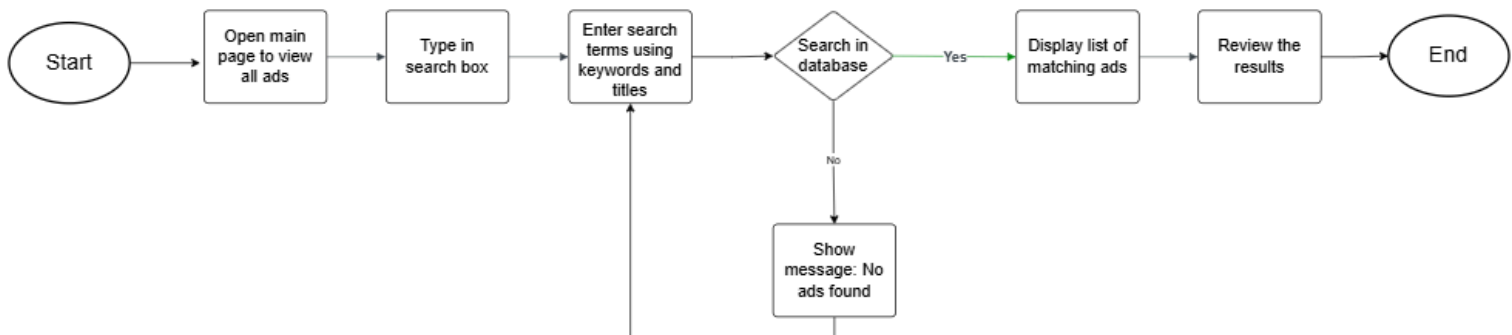 Start
Open main
page to view
all ads
Type in
search box
Enter search
terms using
keywords and
titles
Search in
database
Yes
Display list of
matching ads
Review the
results
End
No
Show
message: No
ads found